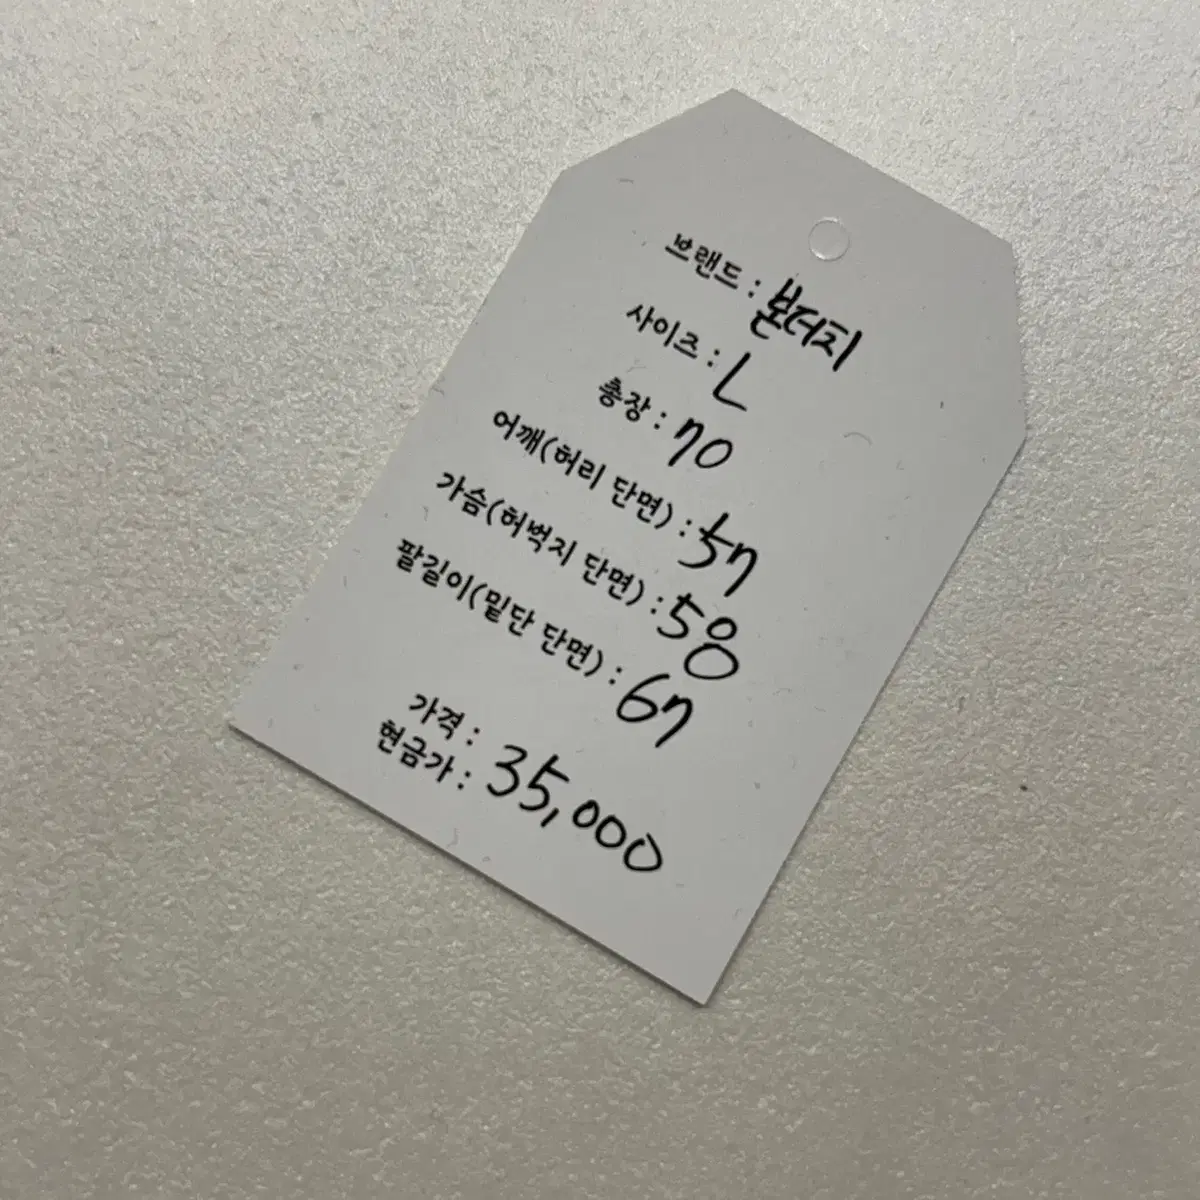 브랜드 : 본더치
사이즈 : L
총장 : 70
어깨(허리 단면) : 57
가슴(허벅지 단면) : 58
팔길이(밑단 단면) : 67
가격 :
현금가 : 35,000